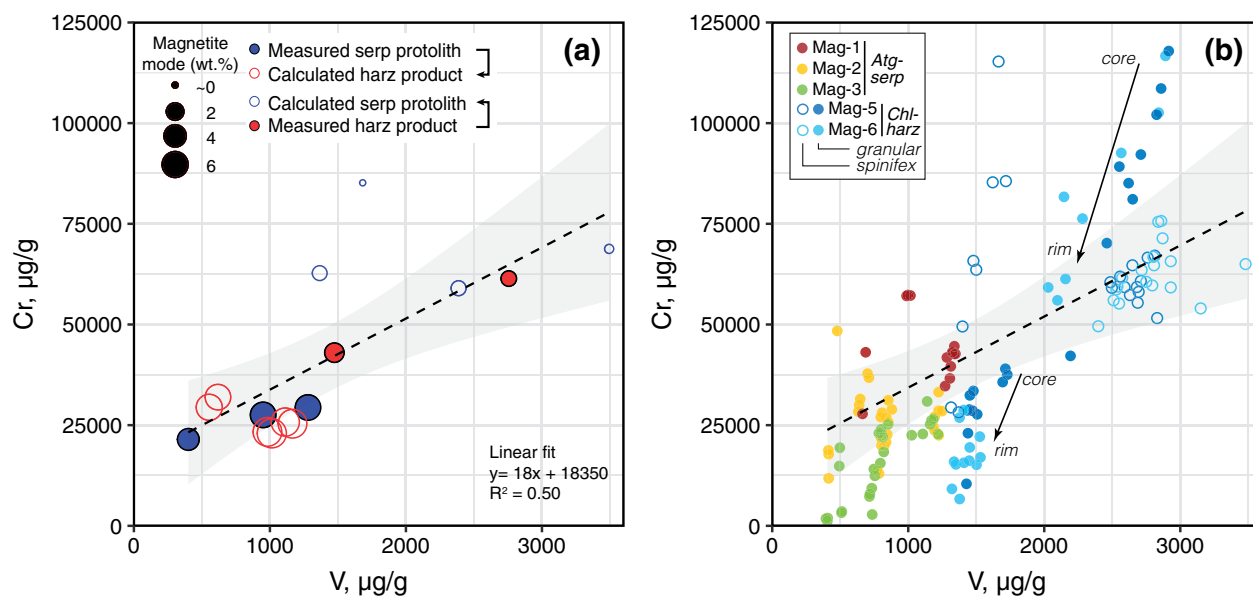 (a)
Magnetite
mode (wt.%)
~0
2
4
6
Measured serp protolith
Calculated harz product
Calculated serp protolith
Measured harz product
125000
100000
75000
50000
25000
0
Cr, µg/g
Linear fit
y= 18x + 18350
R² = 0.50
0 1000 2000 3000
V, µg/g
(b)
Mag-1
Mag-2
Mag-3
Atg-
serp
Mag-5
Mag-6
Chl-
harz
granular
spinifex
core
rim
core
rim
125000
100000
75000
50000
25000
0
Cr, µg/g
0 1000 2000 3000
V, µg/g